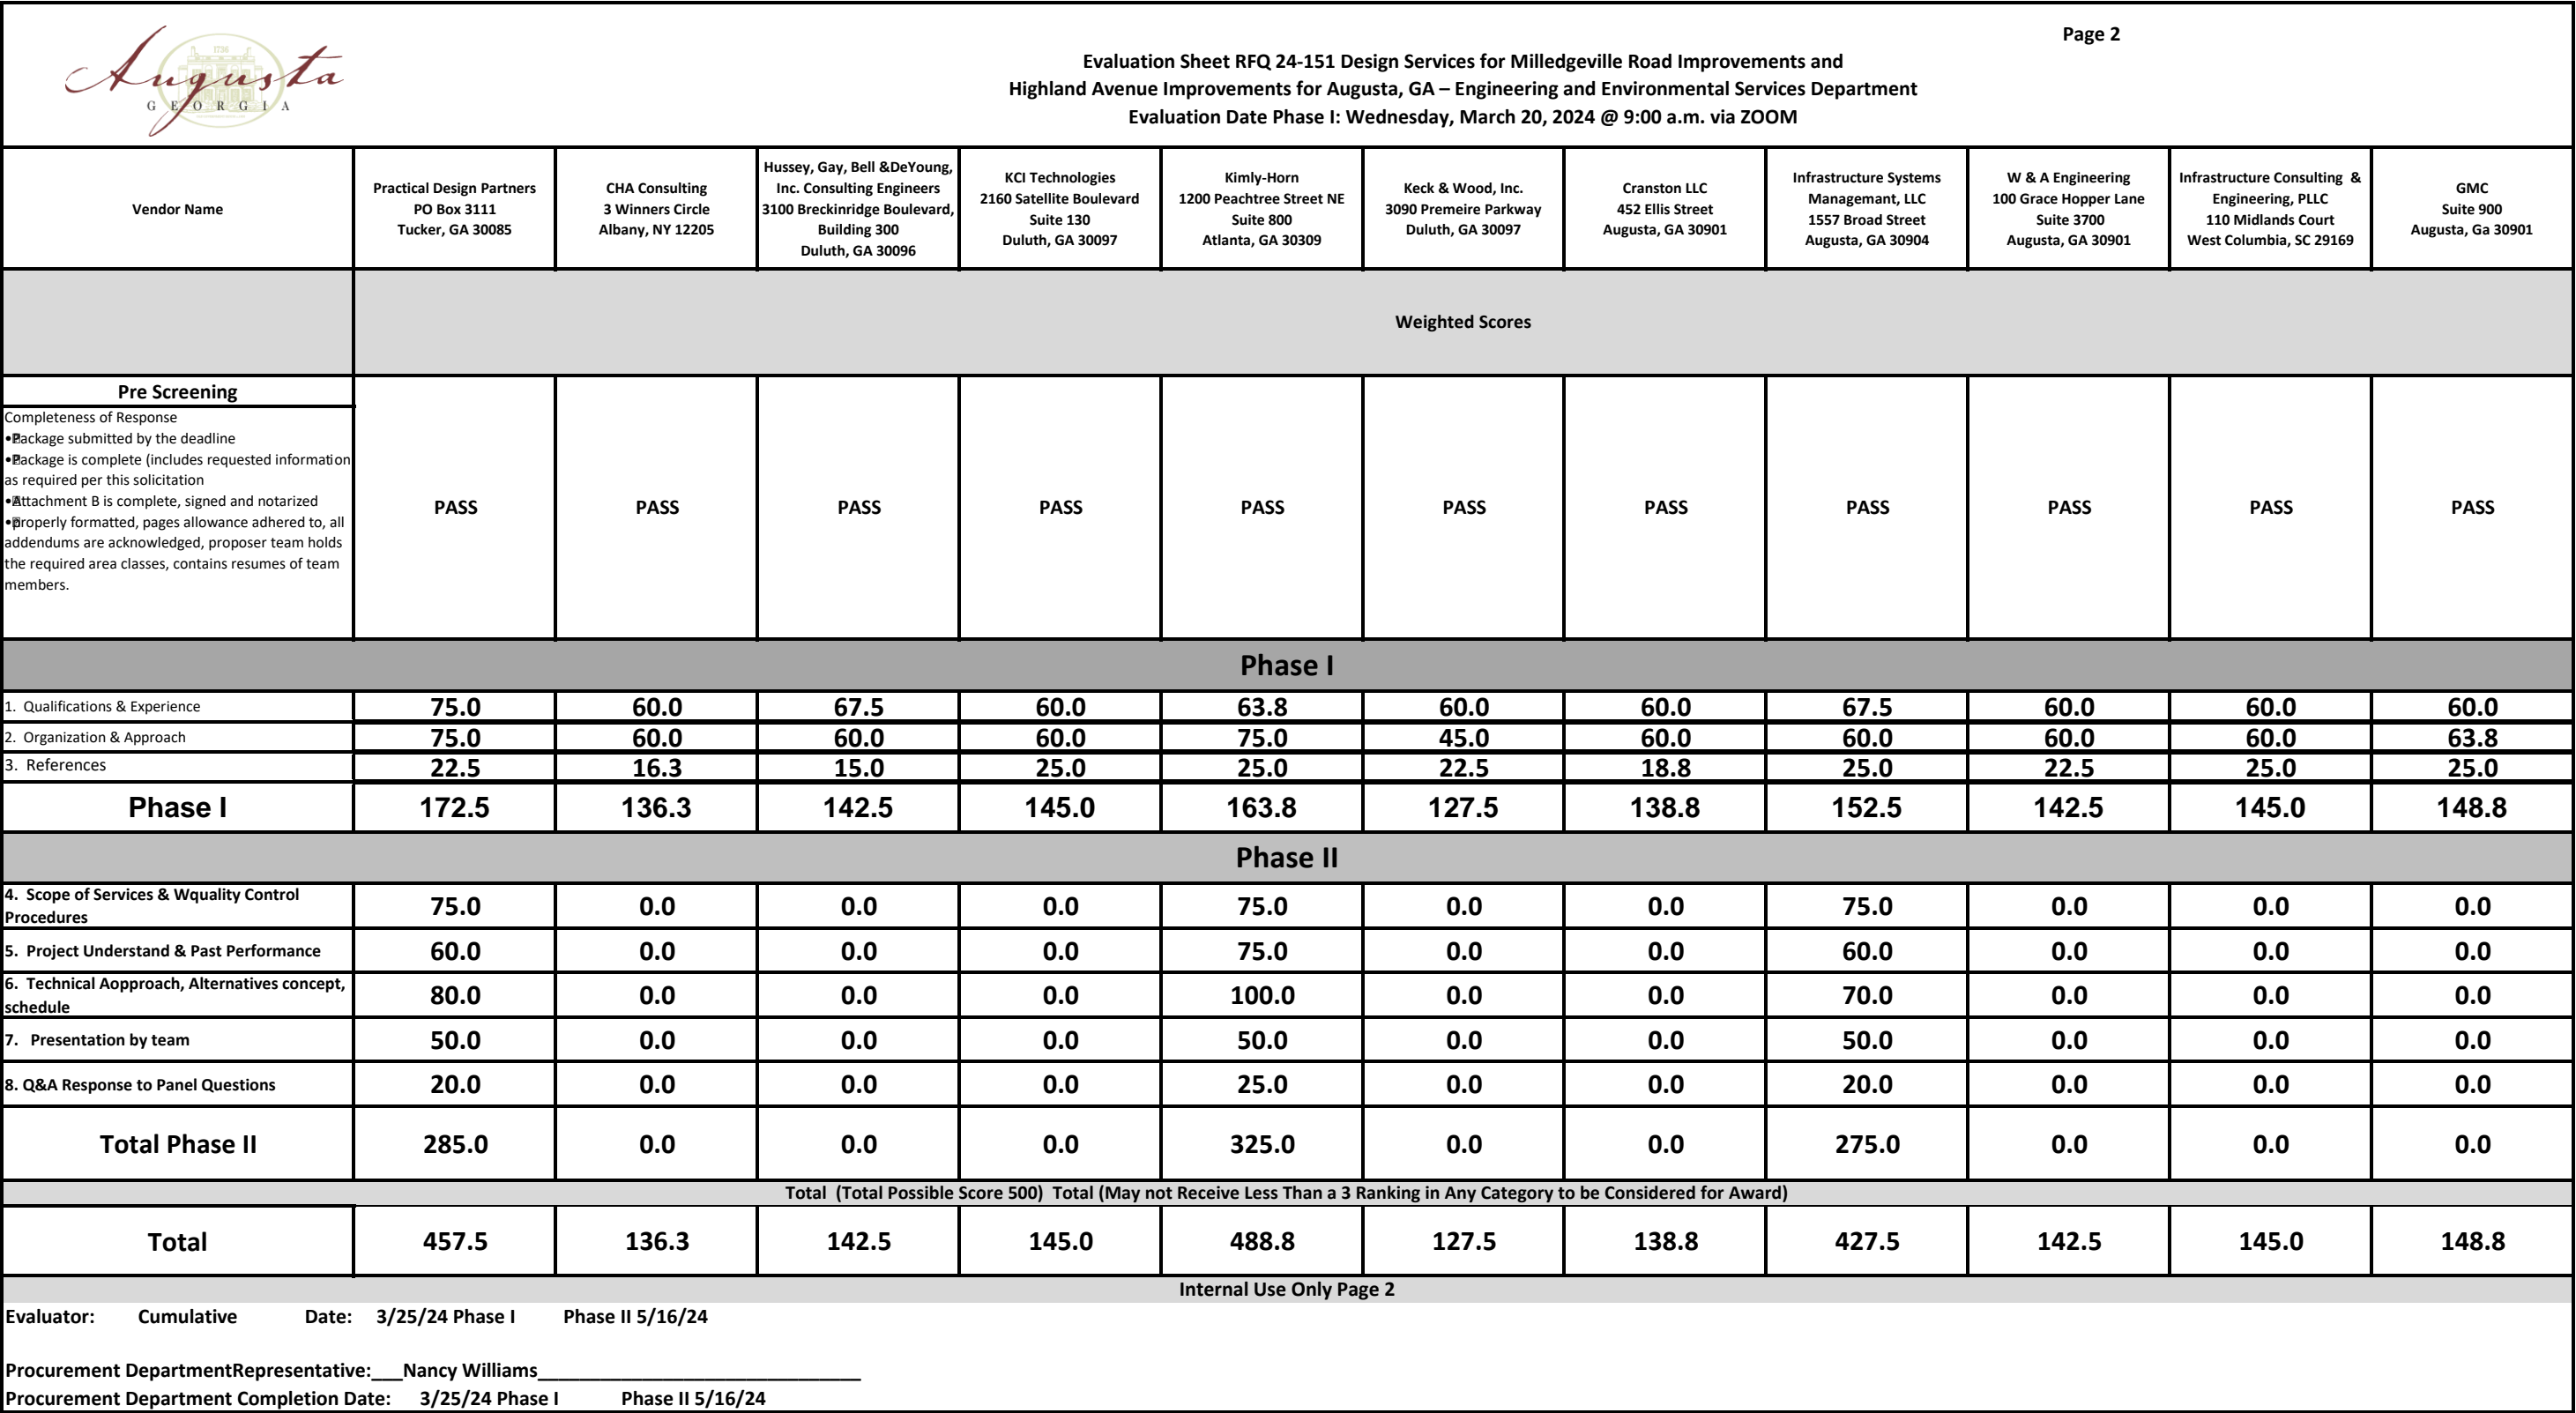 Augusta
1736
GEORGIA
Page 2
Evaluation Sheet RFQ 24-151 Design Services for Milledgeville Road Improvements and
Highland Avenue Improvements for Augusta, GA – Engineering and Environmental Services Department
Evaluation Date Phase I: Wednesday, March 20, 2024 @ 9:00 a.m. via ZOOM
Vendor Name
Practical Design Partners
PO Box 3111
Tucker, GA 30085
CHA Consulting
3 Winners Circle
Albany, NY 12205
Hussey, Gay, Bell &DeYoung,
Inc. Consulting Engineers
3100 Breckinridge Boulevard,
Building 300
Duluth, GA 30096
KCI Technologies
2160 Satellite Boulevard
Suite 130
Duluth, GA 30097
Kimly-Horn
1200 Peachtree Street NE
Suite 800
Atlanta, GA 30309
Keck & Wood, Inc.
3090 Premeire Parkway
Duluth, GA 30097
Cranston LLC
452 Ellis Street
Augusta, GA 30901
Infrastructure Systems
Managemant, LLC
1557 Broad Street
Augusta, GA 30904
W & A Engineering
100 Grace Hopper Lane
Suite 3700
Augusta, GA 30901
Infrastructure Consulting &
Engineering, PLLC
110 Midlands Court
West Columbia, SC 29169
GMC
Suite 900
Augusta, Ga 30901
Weighted Scores
Pre Screening
Completeness of Response
•Package submitted by the deadline
•Package is complete (includes requested information
as required per this solicitation
•Attachment B is complete, signed and notarized
•properly formatted, pages allowance adhered to, all
addendums are acknowledged, proposer team holds
the required area classes, contains resumes of team
members.
PASS PASS PASS PASS PASS PASS PASS PASS PASS PASS PASS
Phase I
1. Qualifications & Experience 75.0 60.0 67.5 60.0 63.8 60.0 60.0 67.5 60.0 60.0 60.0
2. Organization & Approach 75.0 60.0 60.0 60.0 75.0 45.0 60.0 60.0 60.0 60.0 63.8
3. References 22.5 16.3 15.0 25.0 25.0 22.5 18.8 25.0 22.5 25.0 25.0
Phase I 172.5 136.3 142.5 145.0 163.8 127.5 138.8 152.5 142.5 145.0 148.8
Phase II
4. Scope of Services & Wquality Control
Procedures
75.0 0.0 0.0 0.0 75.0 0.0 0.0 75.0 0.0 0.0 0.0
5. Project Understand & Past Performance 60.0 0.0 0.0 0.0 75.0 0.0 0.0 60.0 0.0 0.0 0.0
6. Technical Aopproach, Alternatives concept,
schedule
80.0 0.0 0.0 0.0 100.0 0.0 0.0 70.0 0.0 0.0 0.0
7. Presentation by team 50.0 0.0 0.0 0.0 50.0 0.0 0.0 50.0 0.0 0.0 0.0
8. Q&A Response to Panel Questions 20.0 0.0 0.0 0.0 25.0 0.0 0.0 20.0 0.0 0.0 0.0
Total Phase II 285.0 0.0 0.0 0.0 325.0 0.0 0.0 275.0 0.0 0.0 0.0
Total (Total Possible Score 500) Total (May not Receive Less Than a 3 Ranking in Any Category to be Considered for Award)
Total 457.5 136.3 142.5 145.0 488.8 127.5 138.8 427.5 142.5 145.0 148.8
Internal Use Only Page 2
Evaluator: Cumulative Date: 3/25/24 Phase I Phase II 5/16/24
Procurement DepartmentRepresentative:___Nancy Williams_______________________________
Procurement Department Completion Date: 3/25/24 Phase I Phase II 5/16/24